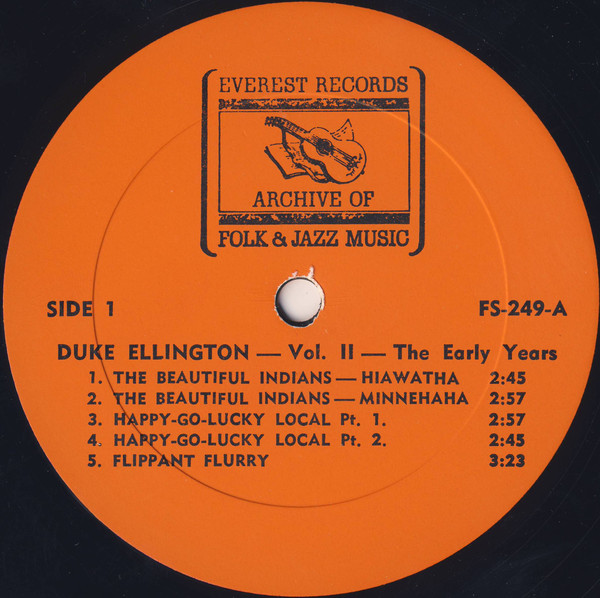 EVEREST RECORDS
ARCHIVE OF
FOLK & JAZZ MUSIC
SIDE 1 FS-249-A
DUKE ELLINGTON — Vol. II — The Early Years
1. THE BEAUTIFUL INDIANS — HIAWATHA 2:45
2. THE BEAUTIFUL INDIANS — MINNEHAHA 2:57
3. HAPPY-GO-LUCKY LOCAL Pt. 1. 2:57
4. HAPPY-GO-LUCKY LOCAL Pt. 2. 2:45
5. FLIPPANT FLURRY 3:23